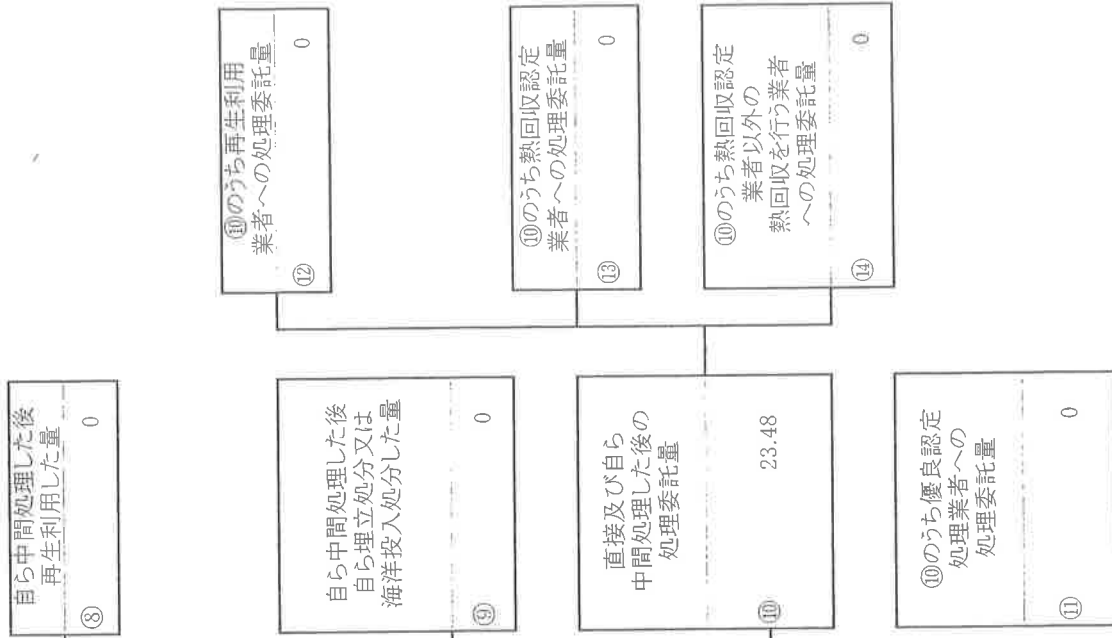 自ら中間処理した後
再生利用した量
⑧ 0
自ら中間処理した後
自ら埋立処分又は
海洋投入処分した量
⑨ 0
直接及び自ら
中間処理した後の
処理委託量
⑩ 23.48
⑩のうち優良認定
処理業者への
処理委託量
⑪ 0
⑩のうち再生利用
業者への処理委託量
⑫ 0
⑩のうち熱回収認定
業者への処理委託量
⑬ 0
⑩のうち熱回収認定
業者以外の
熱回収を行う業者
への処理委託量
⑭ 0